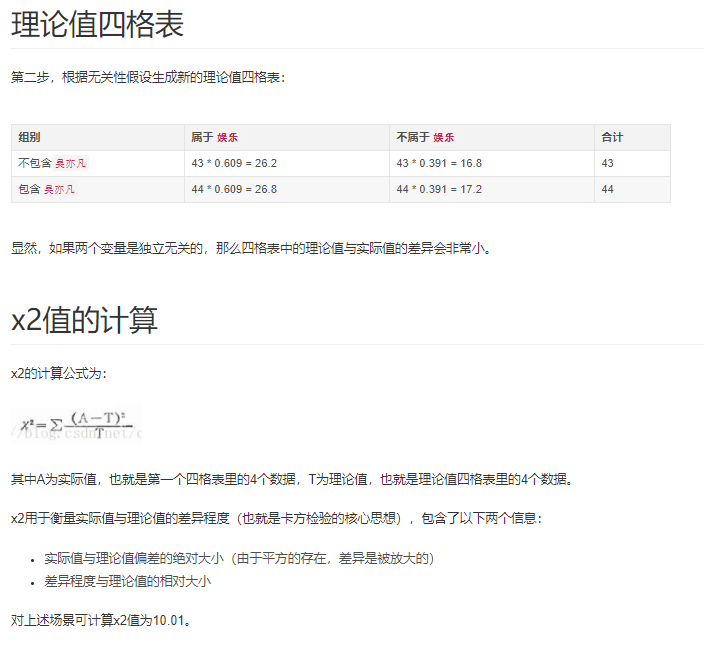 理论值四格表
第二步，根据无关性假设生成新的理论值四格表：
组别 属于 娱乐 不属于 娱乐 合计
不包含 吴亦凡 43 * 0.609 = 26.2 43 * 0.391 = 16.8 43
包含 吴亦凡 44 * 0.609 = 26.8 44 * 0.391 = 17.2 44
显然，如果两个变量是独立无关的，那么四格表中的理论值与实际值的差异会非常小。
x2值的计算
x2的计算公式为：
χ²=∑(A−T)²/T
//blog.csdn.net/c
其中A为实际值，也就是第一个四格表里的4个数据，T为理论值，也就是理论值四格表里的4个数据。
x2用于衡量实际值与理论值的差异程度（也就是卡方检验的核心思想），包含了以下两个信息：
• 实际值与理论值偏差的绝对大小（由于平方的存在，差异是被放大的）
• 差异程度与理论值的相对大小
对上述场景可计算x2值为10.01。